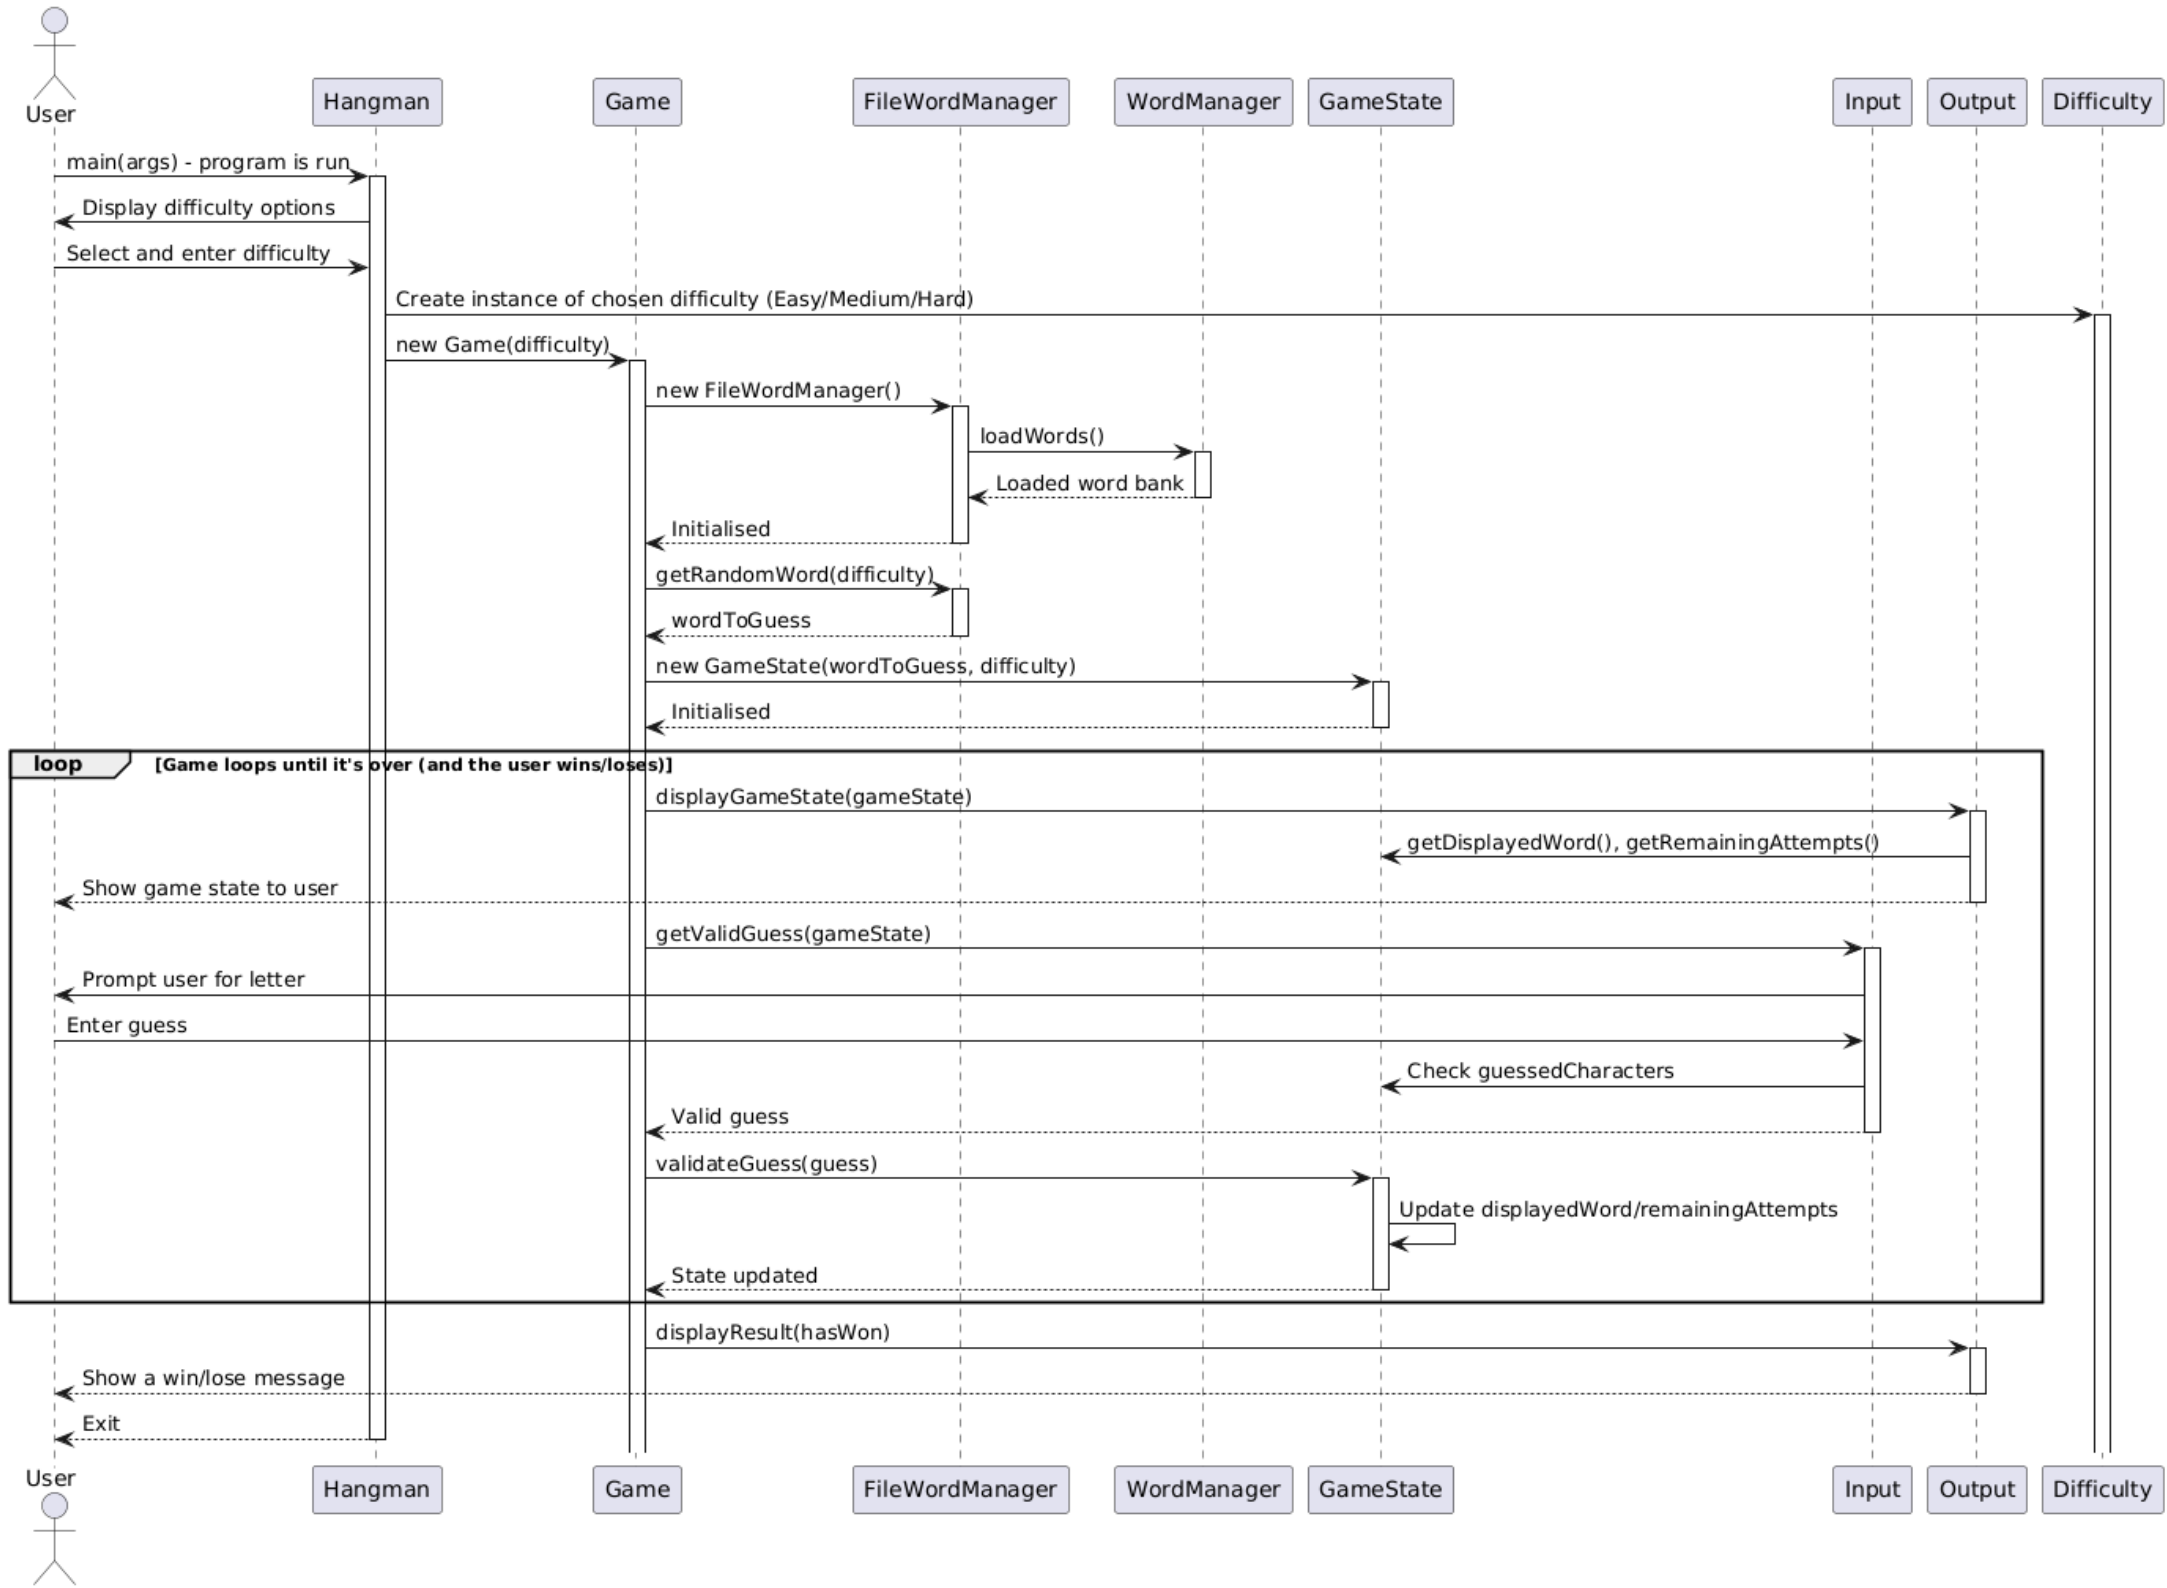 User
Hangman
Game
FileWordManager
WordManager
GameState
Input
Output
Difficulty
main(args) - program is run
Display difficulty options
Select and enter difficulty
Create instance of chosen difficulty (Easy/Medium/Hard)
new Game(difficulty)
new FileWordManager()
loadWords()
Loaded word bank
Initialised
getRandomWord(difficulty)
wordToGuess
new GameState(wordToGuess, difficulty)
Initialised
loop
[Game loops until it's over (and the user wins/loses)]
displayGameState(gameState)
getDisplayedWord(), getRemainingAttempts()
Show game state to user
getValidGuess(gameState)
Prompt user for letter
Enter guess
Check guessedCharacters
Valid guess
validateGuess(guess)
Update displayedWord/remainingAttempts
State updated
displayResult(hasWon)
Show a win/lose message
Exit
User
Hangman
Game
FileWordManager
WordManager
GameState
Input
Output
Difficulty